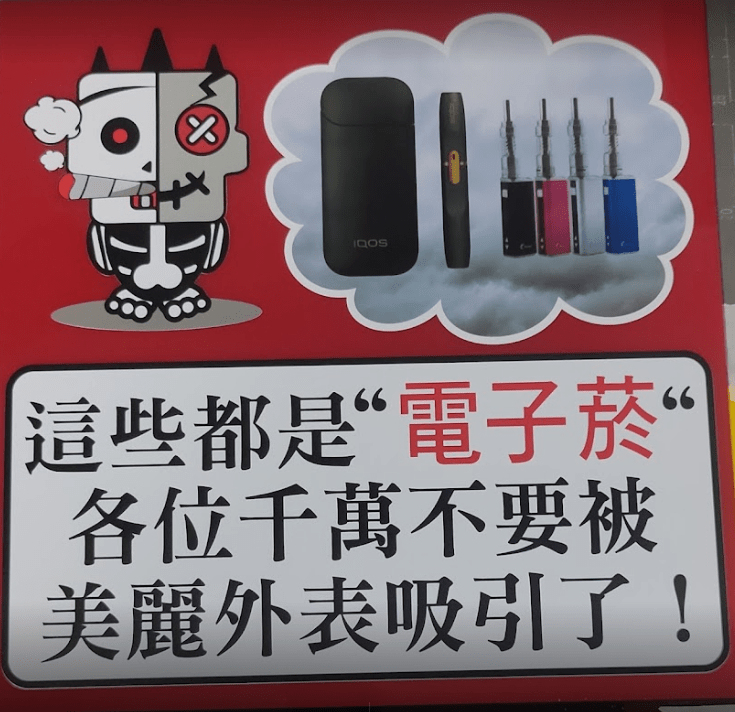 IQOS
這些都是“電子菸“
各位千萬不要被
美麗外表吸引了！